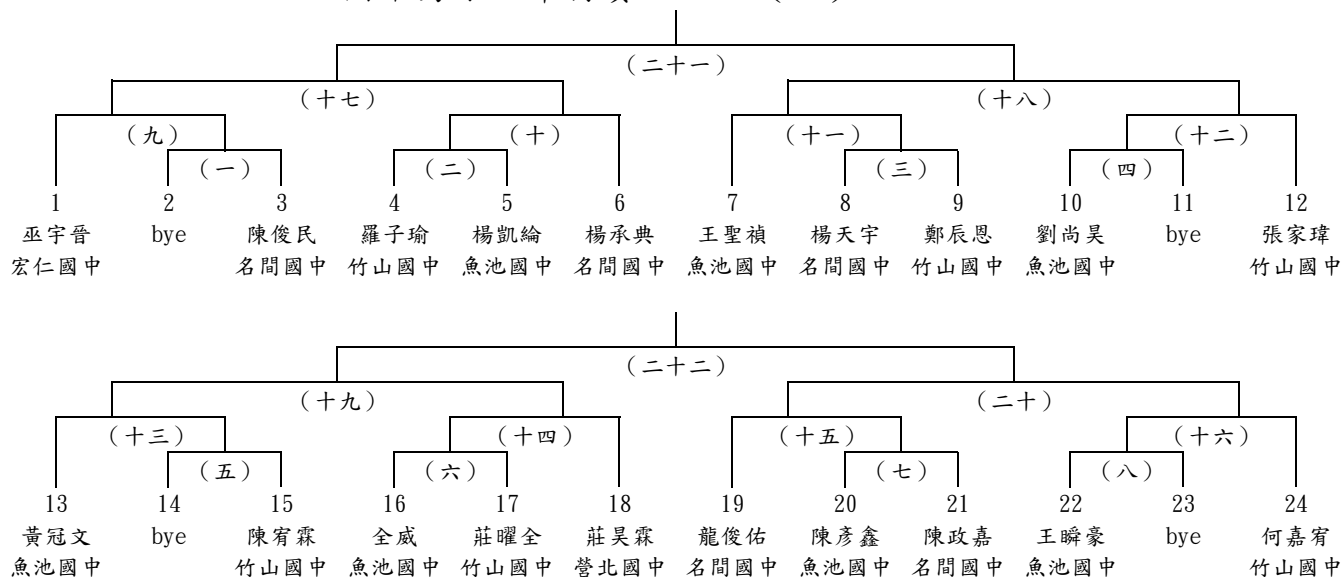 (二十一)
(十七) (十八)
(九) (十) (十一) (十二)
(一) (二) (三) (四)
1 2 3 4 5 6 7 8 9 10 11 12
巫宇晉 bye 陳俊民 羅子瑜 楊凱綸 楊承典 王聖禎 楊天宇 鄭辰恩 劉尚昊 bye 張家瑋
宏仁國中 名間國中 竹山國中 魚池國中 名間國中 魚池國中 名間國中 竹山國中 魚池國中 竹山國中
(二十二)
(十九) (二十)
(十三) (十四) (十五) (十六)
(五) (六) (七) (八)
13 14 15 16 17 18 19 20 21 22 23 24
黃冠文 bye 陳宥霖 全威 莊曜全 莊昊霖 龍俊佑 陳彥鑫 陳政嘉 王瞬豪 bye 何嘉宥
魚池國中 竹山國中 魚池國中 竹山國中 營北國中 名間國中 魚池國中 名間國中 魚池國中 竹山國中